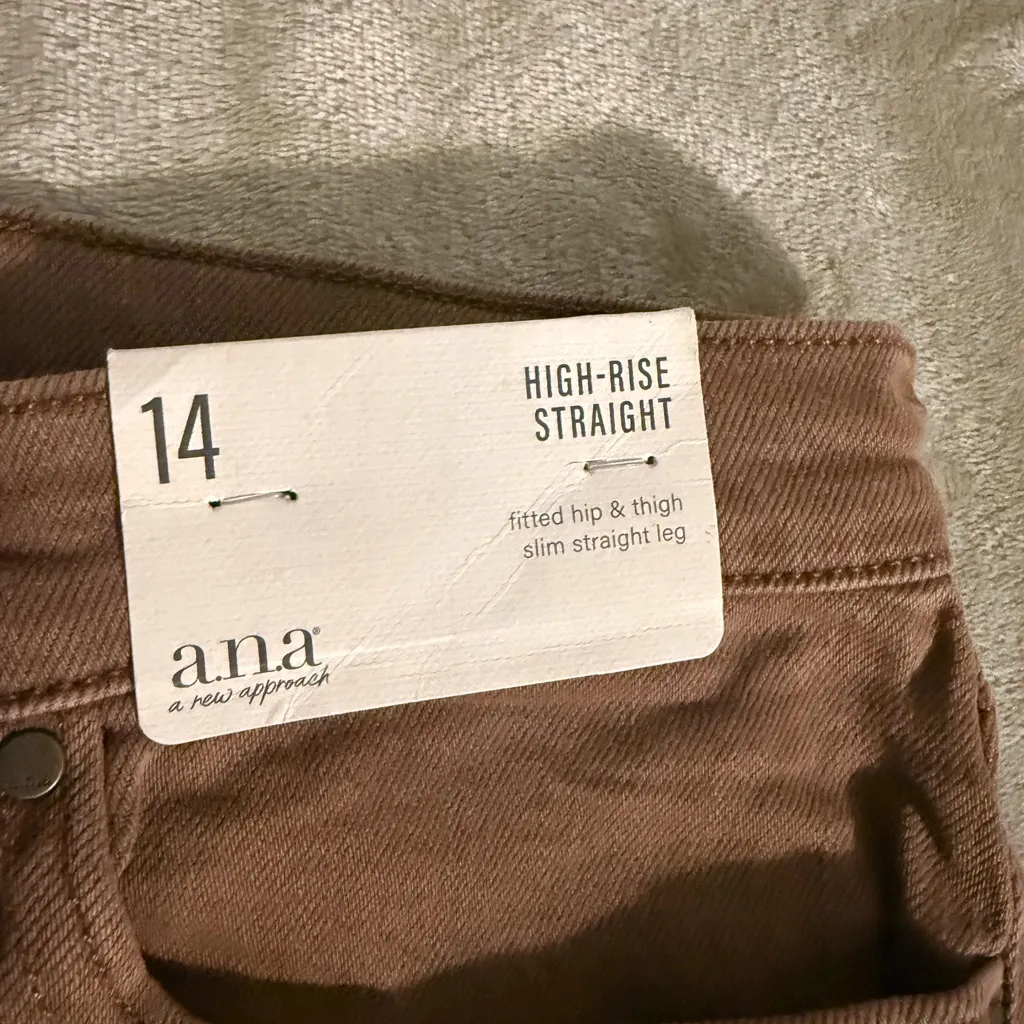 14
HIGH-RISE
STRAIGHT
fitted hip & thigh
slim straight leg
a.n.a®
a new approach